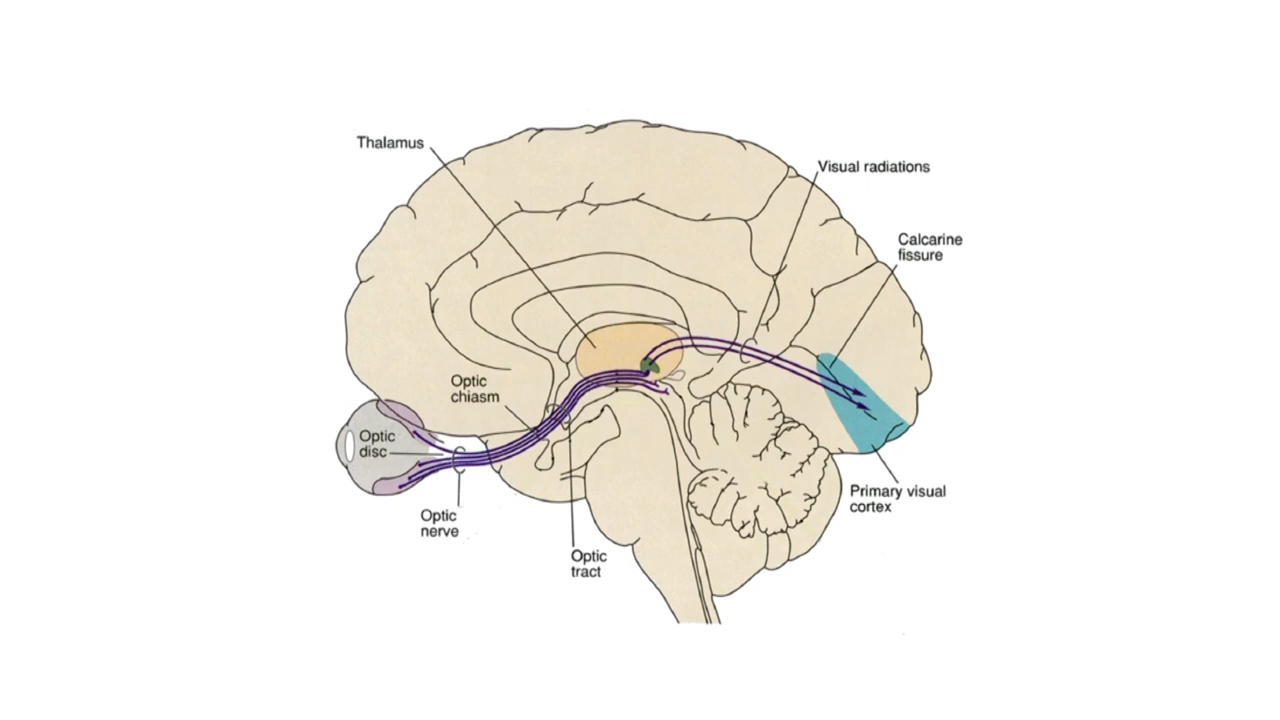 Thalamus
Visual radiations
Calcarine
fissure
Optic
chiasm
Optic
disc
Primary visual
cortex
Optic
nerve
Optic
tract